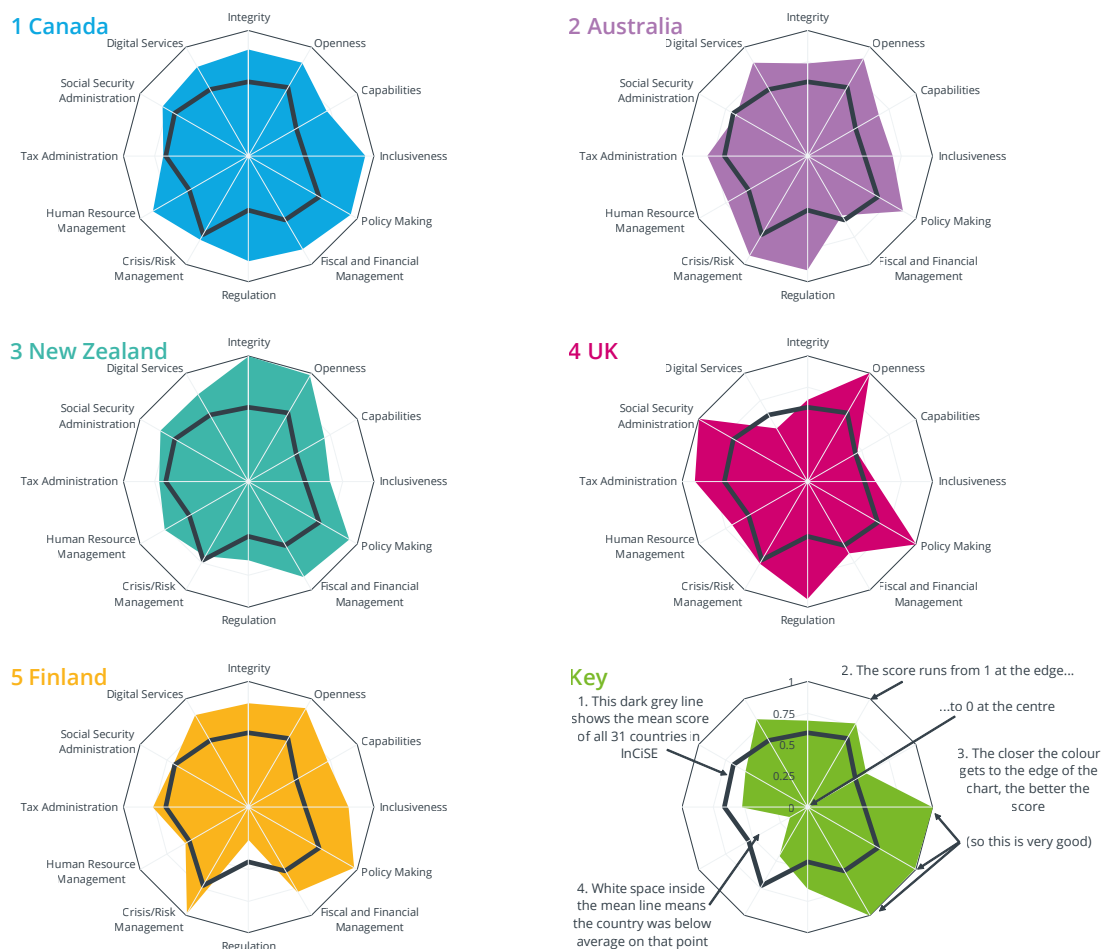 1 Canada
Integrity
Digital Services
Openness
Social Security
Administration
Capabilities
Tax Administration
Inclusiveness
Human Resource
Management
Policy Making
Crisis/Risk
Management
Fiscal and Financial
Management
Regulation
2 Australia
Integrity
Digital Services
Openness
Social Security
Administration
Capabilities
Tax Administration
Inclusiveness
Human Resource
Management
Policy Making
Crisis/Risk
Management
Fiscal and Financial
Management
Regulation
3 New Zealand
Integrity
Digital Services
Openness
Social Security
Administration
Capabilities
Tax Administration
Inclusiveness
Human Resource
Management
Policy Making
Crisis/Risk
Management
Fiscal and Financial
Management
Regulation
4 UK
Integrity
Digital Services
Openness
Social Security
Administration
Capabilities
Tax Administration
Inclusiveness
Human Resource
Management
Policy Making
Crisis/Risk
Management
Fiscal and Financial
Management
Regulation
5 Finland
Integrity
Digital Services
Openness
Social Security
Administration
Capabilities
Tax Administration
Inclusiveness
Human Resource
Management
Policy Making
Crisis/Risk
Management
Fiscal and Financial
Management
Regulation
Key
1
0.75
0.5
0.25
0
1. This dark grey line
shows the mean score
of all 31 countries in
InCiSE
2. The score runs from 1 at the edge...
...to 0 at the centre
3. The closer the colour
gets to the edge of the
chart, the better the
score
(so this is very good)
4. White space inside
the mean line means
the country was below
average on that point